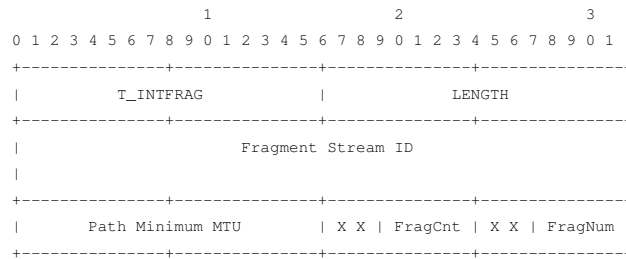 1 2 3
0 1 2 3 4 5 6 7 8 9 0 1 2 3 4 5 6 7 8 9 0 1 2 3 4 5 6 7 8 9 0 1
+---------------+---------------+---------------+---------------
| T_INTFRAG | LENGTH
+---------------+---------------+---------------+---------------
| Fragment Stream ID
|
+---------------+---------------+---------------+---------------
| Path Minimum MTU | X X | FragCnt | X X | FragNum
+---------------+---------------+---------------+---------------